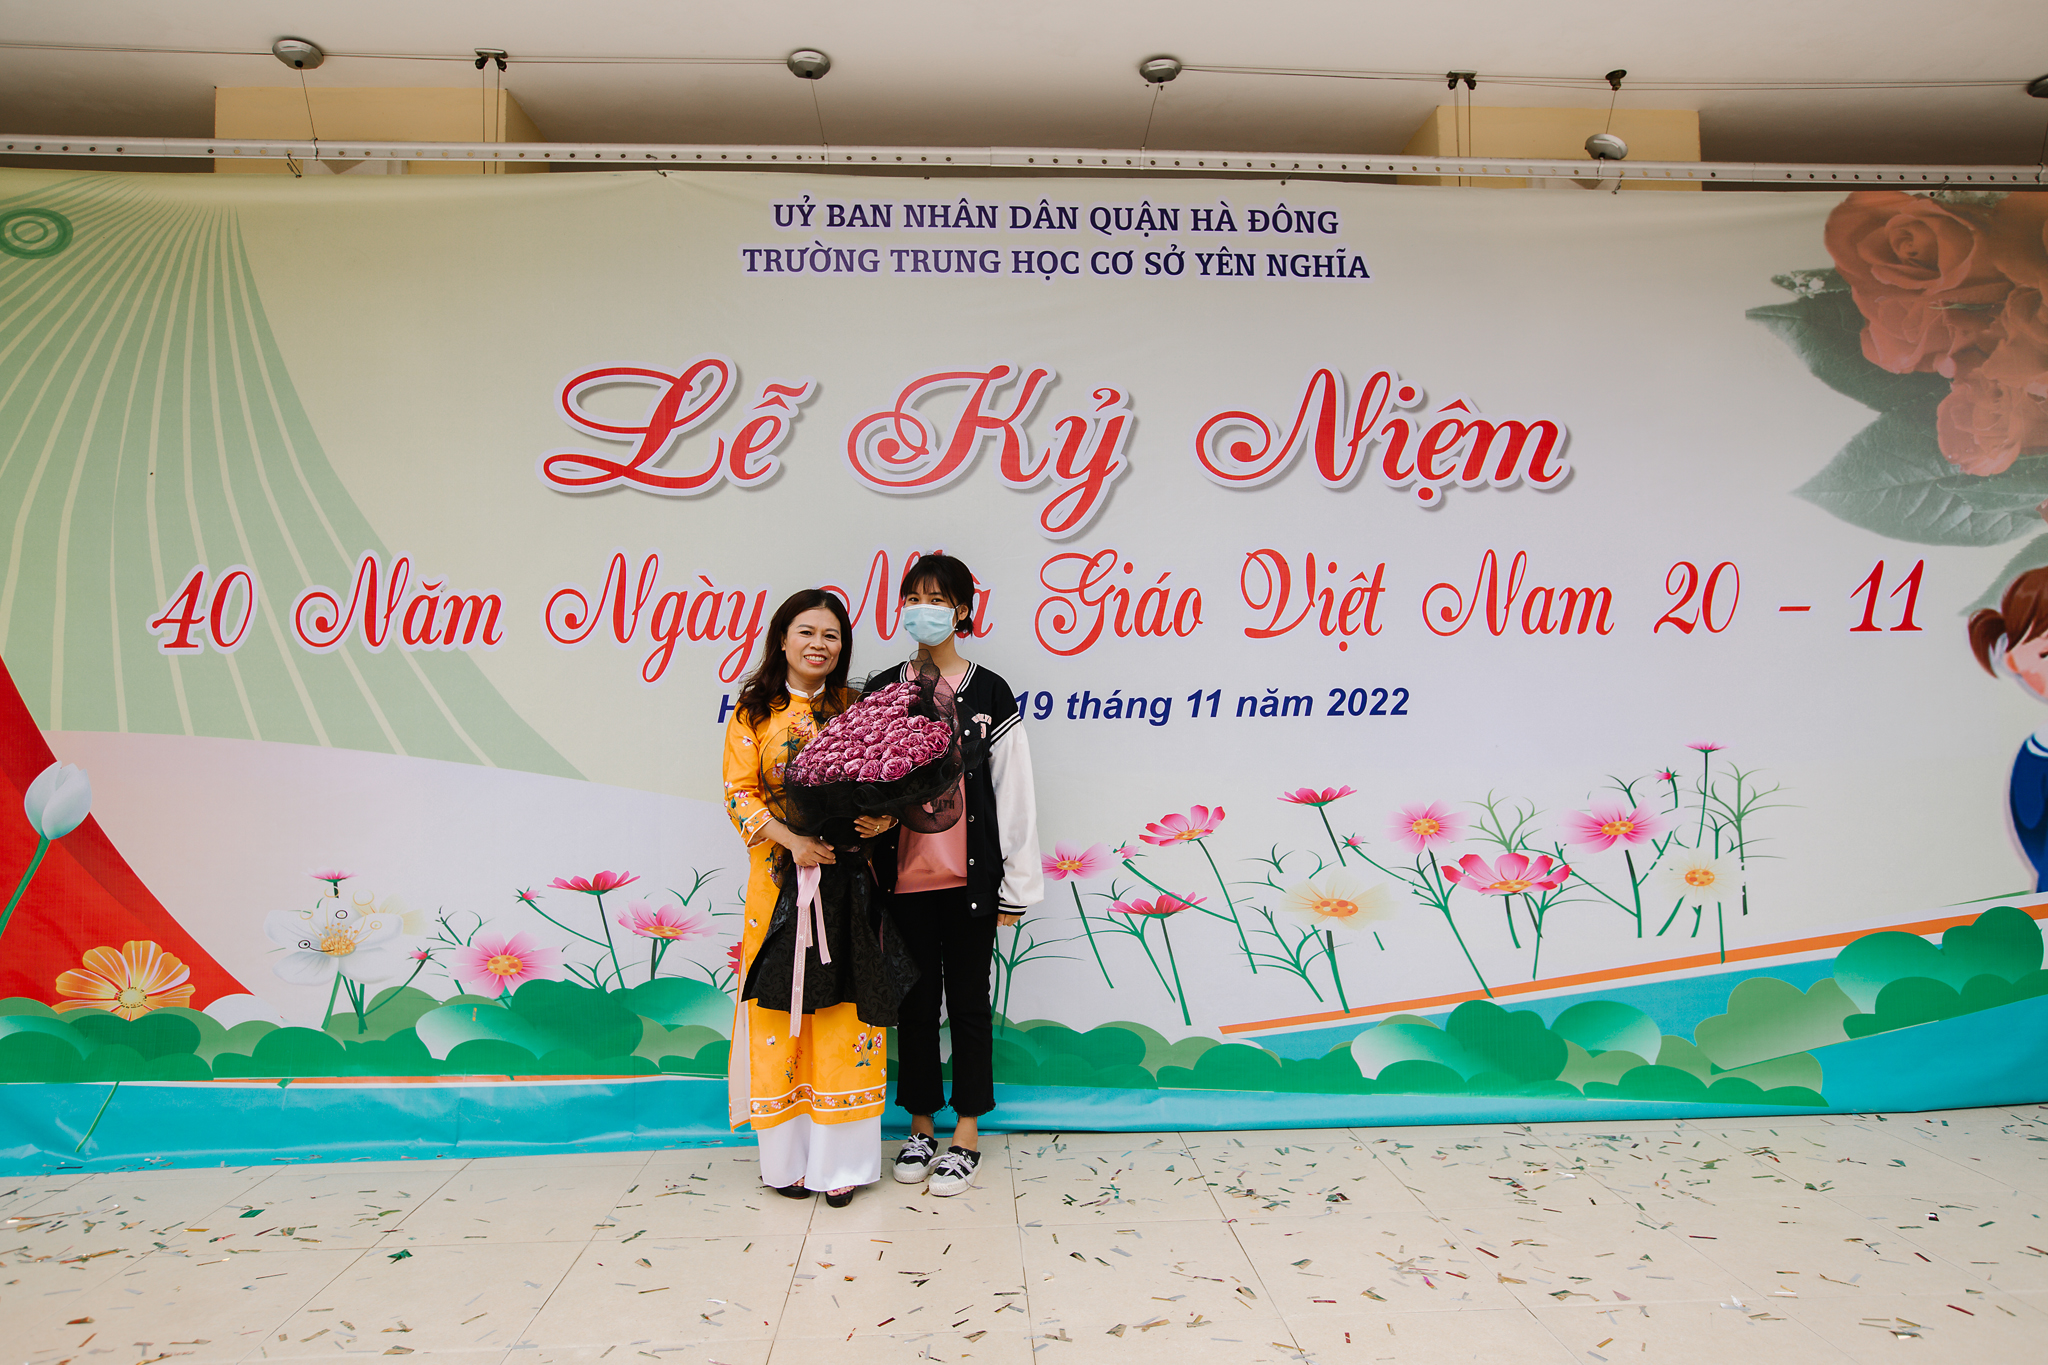 UỶ BAN NHÂN DÂN QUẬN HÀ ĐÔNG
TRƯỜNG TRUNG HỌC CƠ SỞ YÊN NGHĨA
Lễ Kỷ Niệm
40 Năm Ngày Nhà Giáo Việt Nam 20 - 11
19 tháng 11 năm 2022